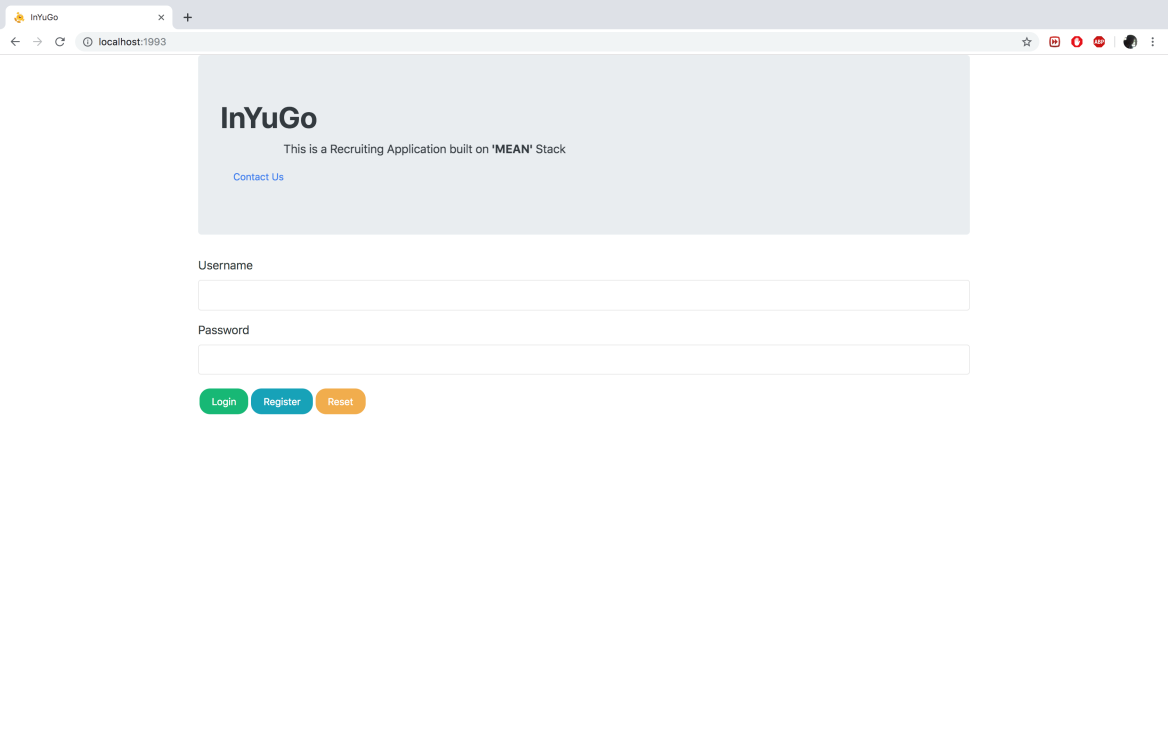 InYuGo
localhost:1993
ABP
InYuGo
This is a Recruiting Application built on 'MEAN' Stack
Contact Us
Username
Password
Login Register Reset